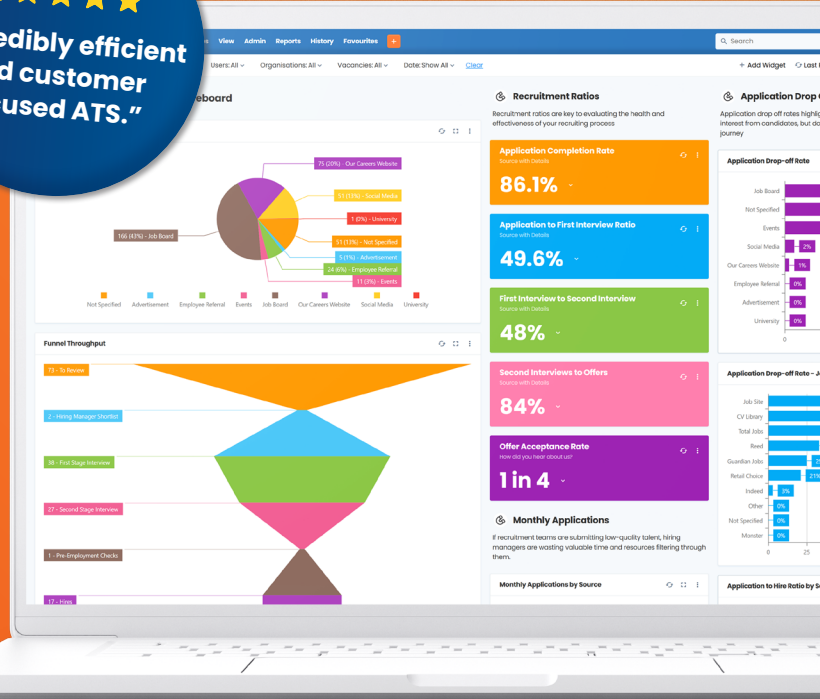 edibly efficient
d customer
used ATS.”
View Admin Reports History Favourites +
Search
Users: All Organisations: All Vacancies: All Date: Show All Clear
+ Add Widget Last
eboard
75 (20%) - Our Careers Website
51 (13%) - Social Media
1 (0%) - University
166 (43%) - Job Board
51 (13%) - Not Specified
5 (1%) - Advertisement
24 (6%) - Employee Referral
11 (3%) - Events
Not Specified Advertisement Employee Referral Events Job Board Our Careers Website Social Media University
Funnel Throughput
73 - To Review
2 - Hiring Manager Shortlist
38 - First Stage Interview
27 - Second Stage Interview
1 - Pre-Employment Checks
17 - Hires
Recruitment Ratios
Recruitment ratios are key to evaluating the health and
effectiveness of your recruiting process
Application Completion Rate
Source with Details
86.1%
Application to First Interview Ratio
Source with Details
49.6%
First Interview to Second Interview
Source with Details
48%
Second Interviews to Offers
Source with Details
84%
Offer Acceptance Rate
How did you hear about us?
1 in 4
Monthly Applications
If recruitment teams are submitting low-quality talent, hiring
managers are wasting valuable time and resources filtering through
them.
Monthly Applications by Source
Application Drop
Application drop off rates highlig
interest from candidates, but do
journey
Application Drop-off Rate
Job Board
Not Specified
Events
Social Media 2%
Our Careers Website 1%
Employee Referral 0%
Advertisement 0%
University 0%
0
Application Drop-off Rate - J
Job Site
CV Library
Total Jobs
Reed
Guardian Jobs 2
Retail Choice 21%
Indeed 3%
Other 0%
Not Specified 0%
Monster 0%
0 25
Application to Hire Ratio by S